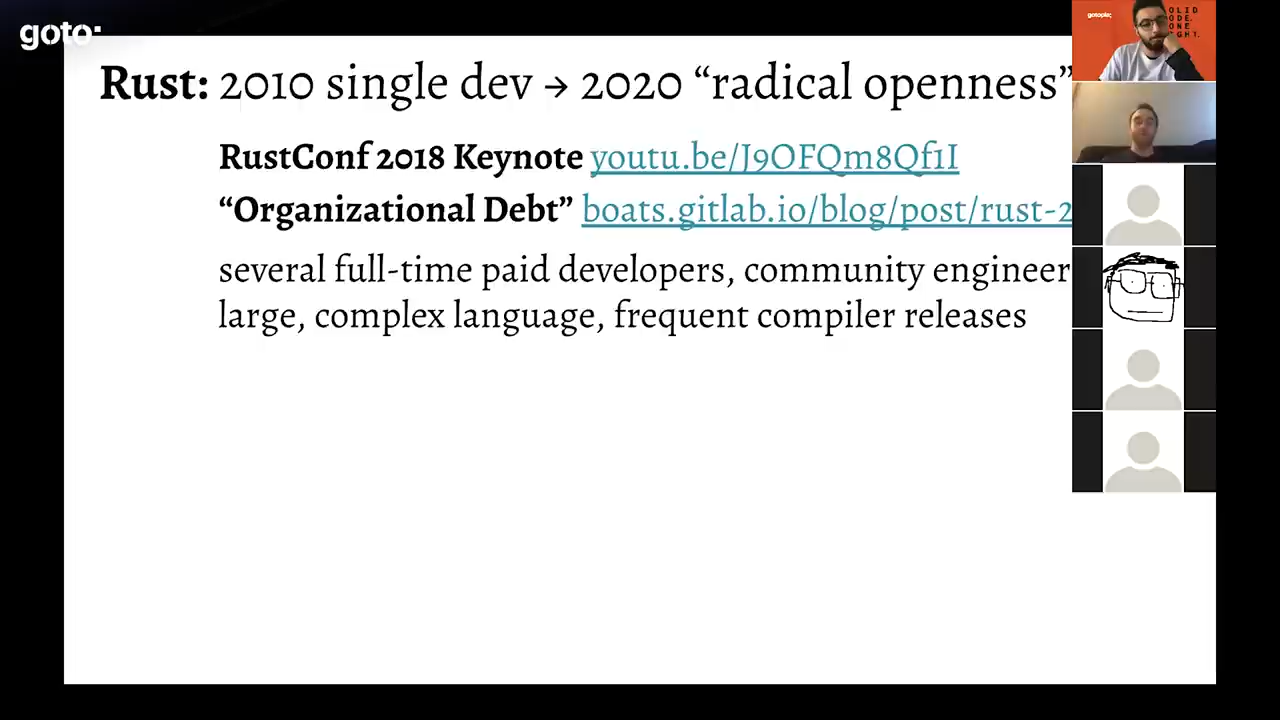 goto;
Rust: 2010 single dev → 2020 “radical openness”
RustConf 2018 Keynote youtu.be/J9OFQm8Qf1I
“Organizational Debt” boats.gitlab.io/blog/post/rust-2
several full-time paid developers, community engineer
large, complex language, frequent compiler releases